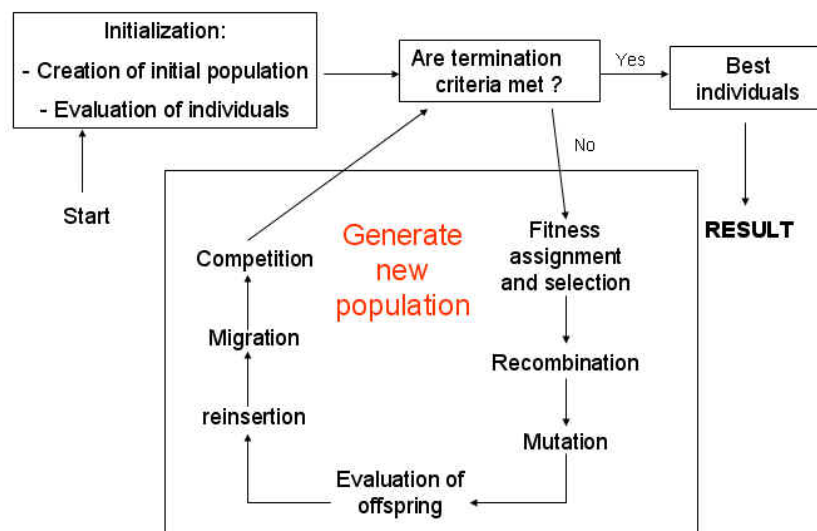 Initialization:
- Creation of initial population
- Evaluation of individuals
Start
Are termination
criteria met ?
Yes
Best
individuals
RESULT
No
Generate
new
population
Fitness
assignment
and selection
Recombination
Mutation
Evaluation of
offspring
reinsertion
Migration
Competition